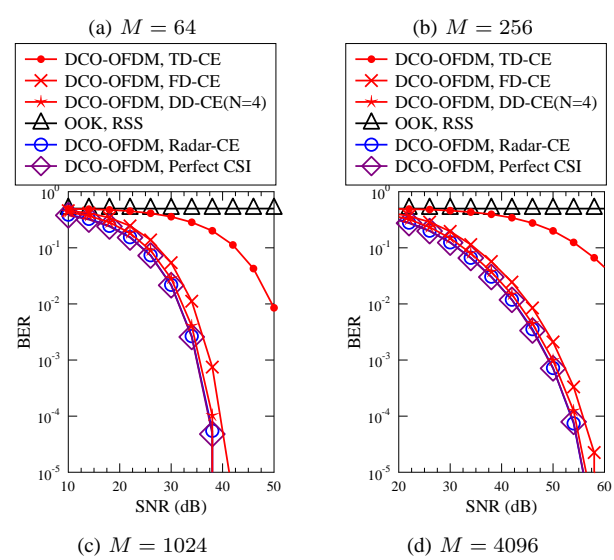 (a) M = 64
(b) M = 256
DCO-OFDM, TD-CE
DCO-OFDM, FD-CE
DCO-OFDM, DD-CE(N=4)
OOK, RSS
DCO-OFDM, Radar-CE
DCO-OFDM, Perfect CSI
10^0
10^-1
10^-2
10^-3
10^-4
10^-5
BER
10 20 30 40 50
SNR (dB)
DCO-OFDM, TD-CE
DCO-OFDM, FD-CE
DCO-OFDM, DD-CE(N=4)
OOK, RSS
DCO-OFDM, Radar-CE
DCO-OFDM, Perfect CSI
10^0
10^-1
10^-2
10^-3
10^-4
10^-5
BER
20 30 40 50 60
SNR (dB)
(c) M = 1024
(d) M = 4096